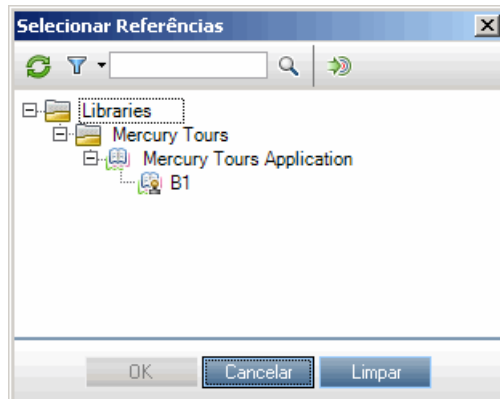 Selecionar Referências
Libraries
Mercury Tours
Mercury Tours Application
B1
OK Cancelar Limpar